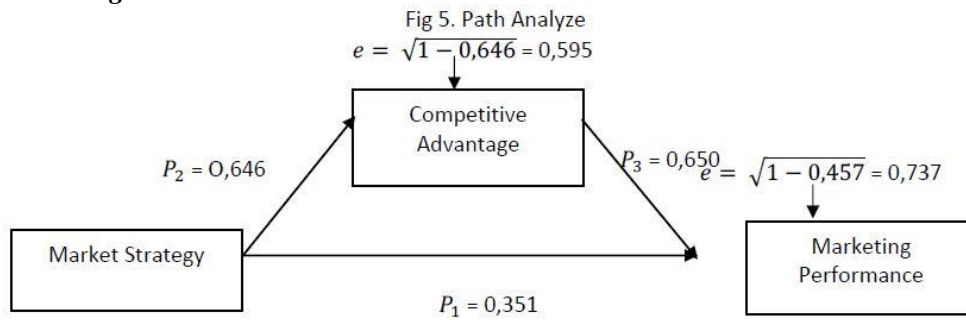 Fig 5. Path Analyze
e = √1 − 0,646 = 0,595
Competitive
Advantage
P₂ = O,646
P₃ = 0,650
e = √1 − 0,457 = 0,737
Market Strategy
Marketing
Performance
P₁ = 0,351